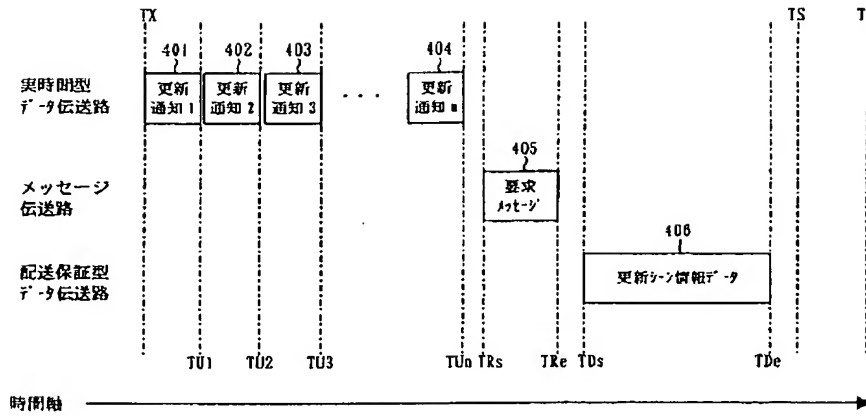 TX
TS
T
401
402
403
404
実時間型
データ伝送路
更新
通知1
更新
通知2
更新
通知3
・・・
更新
通知n
405
メッセージ
伝送路
要求
メッセージ
406
配送保証型
データ伝送路
更新シーン情報データ
TU1
TU2
TU3
TUn
TRs
TRe
TDs
TDe
時間軸